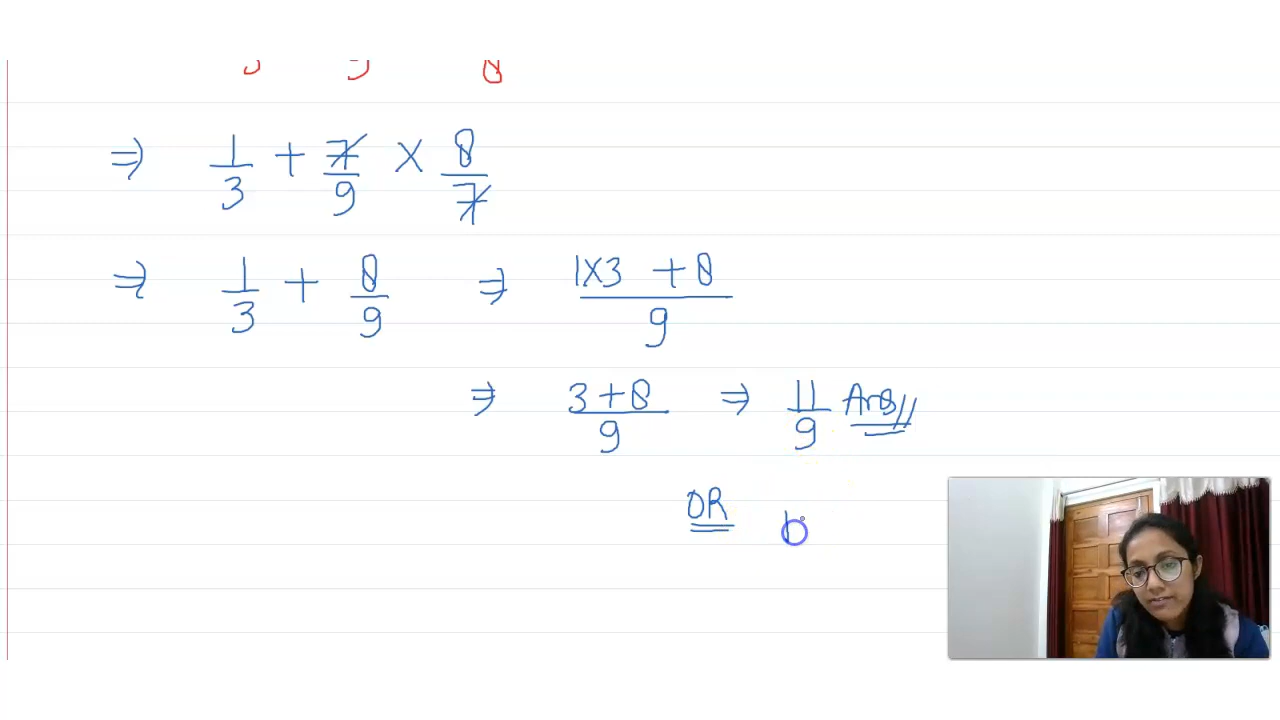 ⇒ 1/3 + 7/9 × 8/7
⇒ 1/3 + 8/9 ⇒ (1×3 + 8)/9
⇒ (3+8)/9 ⇒ 11/9 Ans//
OR